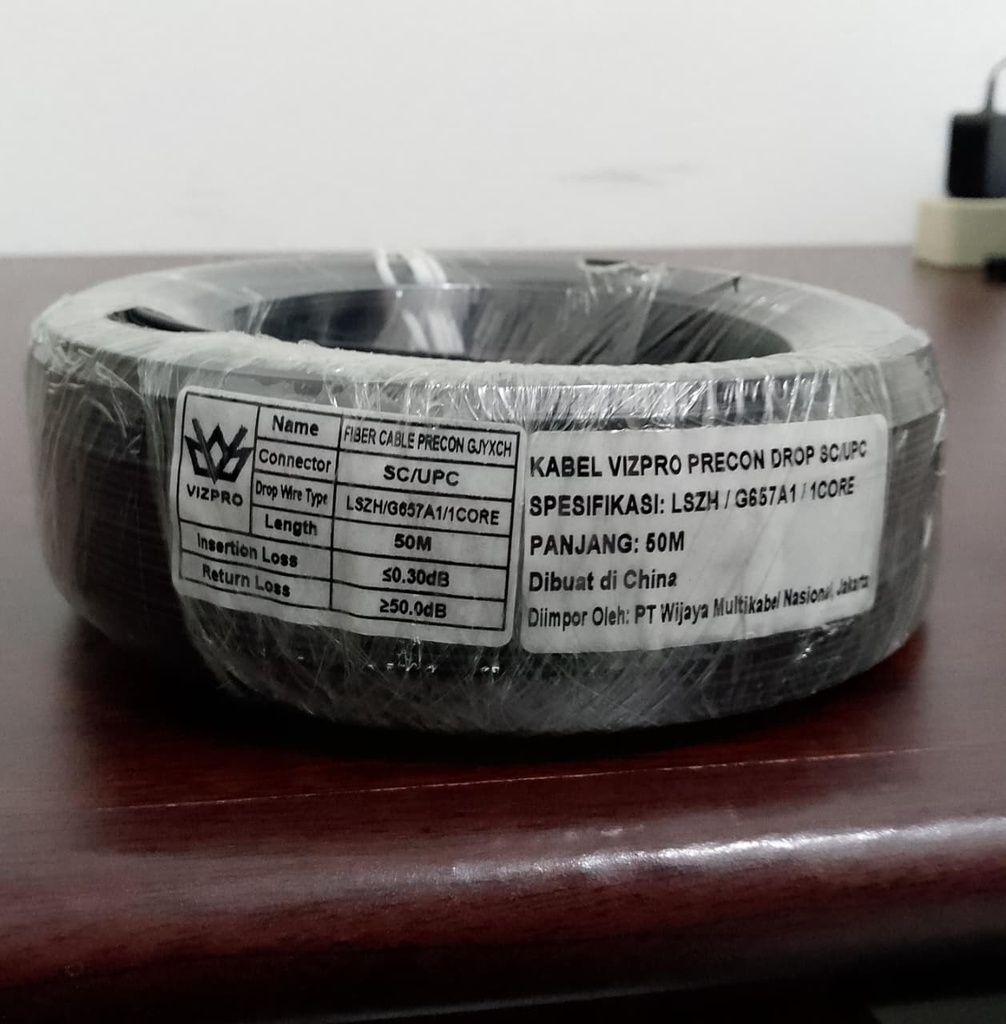 VIZPRO
Name FIBER CABLE PRECON GJYXCH
Connector SC/UPC
Drop Wire Type LSZH/G657A1/1CORE
Length 50M
Insertion Loss ≤0.30dB
Return Loss ≥50.0dB
KABEL VIZPRO PRECON DROP SC/UPC
SPESIFIKASI: LSZH / G657A1 / 1CORE
PANJANG: 50M
Dibuat di China
Diimpor Oleh: PT Wijaya Multikabel Nasional, Jakarta